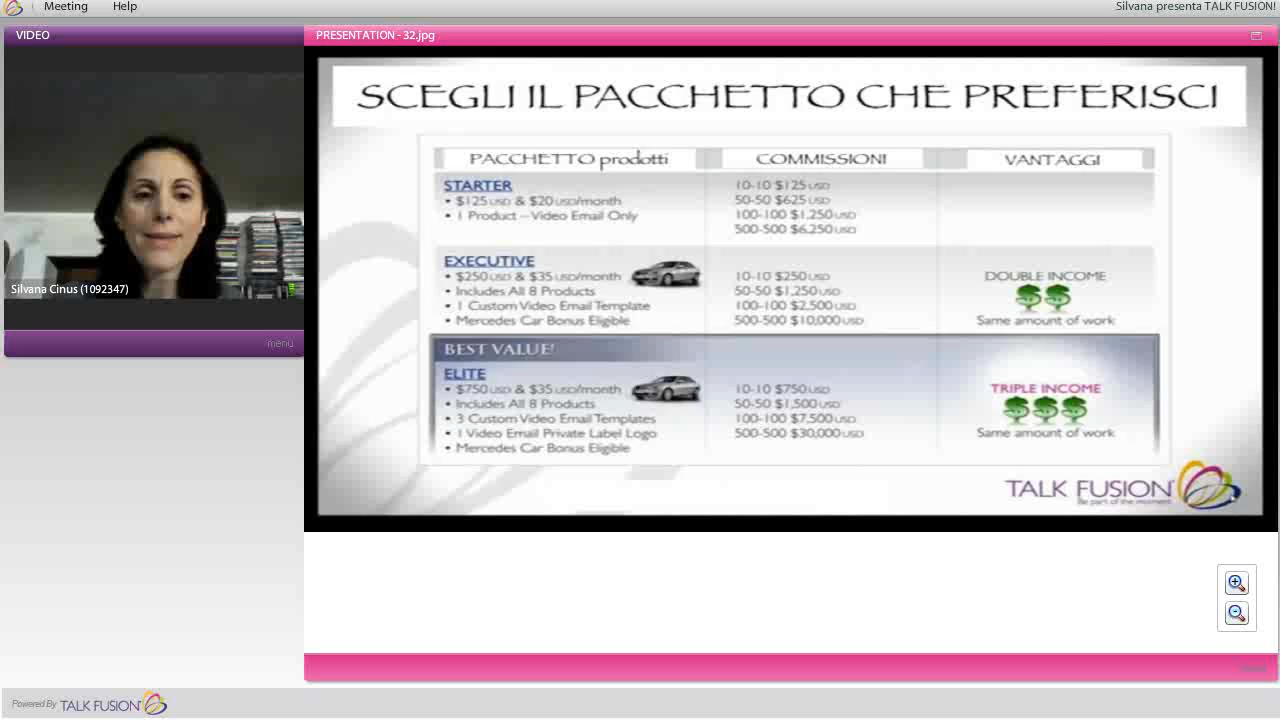 Meeting Help
Silvana presenta TALK FUSION!
VIDEO
PRESENTATION - 32.jpg
SCEGLI IL PACCHETTO CHE PREFERISCI
PACCHETTO prodotti COMMISSIONI VANTAGGI
STARTER
• $125 USD & $20 USD/month
• 1 Product – Video Email Only
10-10 $125 USD
50-50 $625 USD
100-100 $1,250 USD
500-500 $6,250 USD
EXECUTIVE
• $250 USD & $35 USD/month
• Includes All 8 Products
• 1 Custom Video Email Template
• Mercedes Car Bonus Eligible
10-10 $250 USD
50-50 $1,250 USD
100-100 $2,500 USD
500-500 $10,000 USD
DOUBLE INCOME
$$
Same amount of work
BEST VALUE!
ELITE
• $750 USD & $35 USD/month
• Includes All 8 Products
• 3 Custom Video Email Templates
• 1 Video Email Private Label Logo
• Mercedes Car Bonus Eligible
10-10 $750 USD
50-50 $1,500 USD
100-100 $7,500 USD
500-500 $30,000 USD
TRIPLE INCOME
$$$
Same amount of work
TALK FUSION
Be part of the moment
Silvana Cinus (1092347)
menu
Powered By TALK FUSION